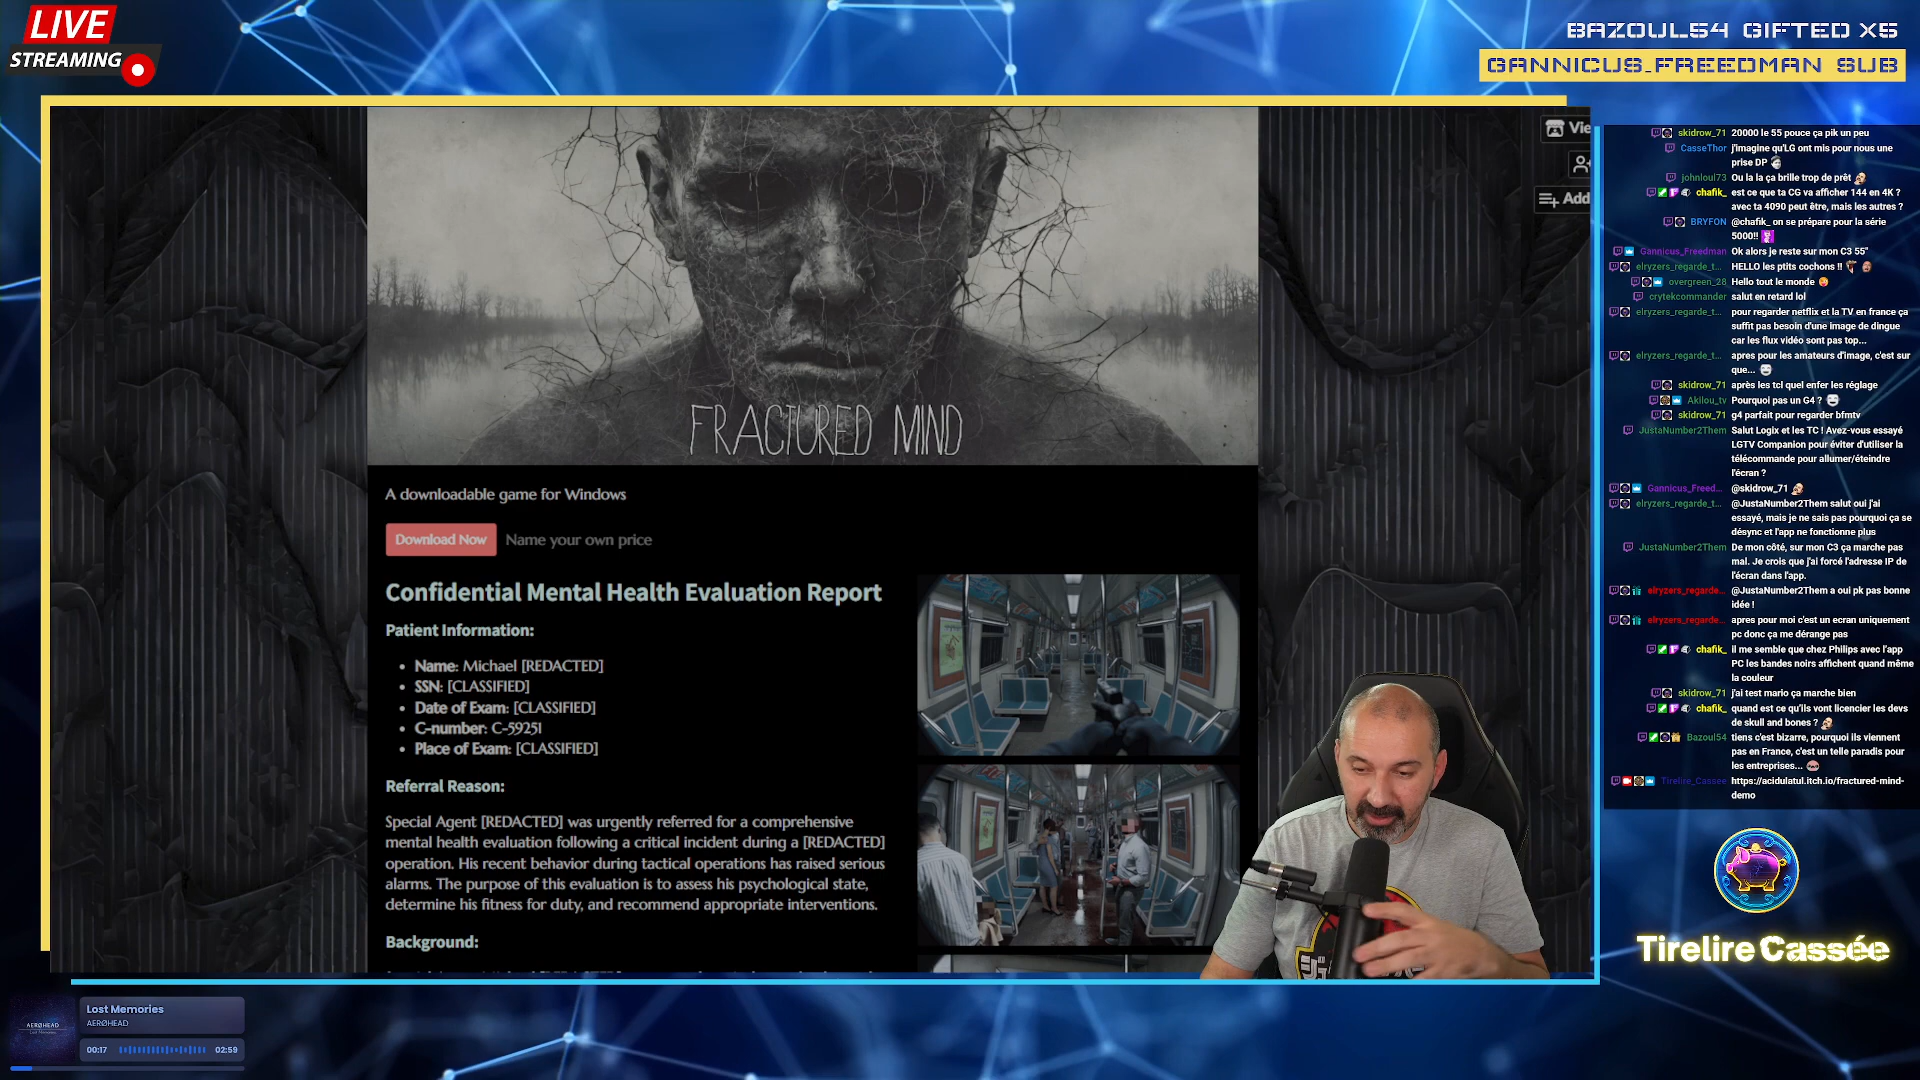 LIVE
STREAMING
BAZOUL54 GIFTED X5
GANNICUS_FREEDMAN SUB
Vie
Add
FRACTURED MIND
A downloadable game for Windows
Download Now
Name your own price
Confidential Mental Health Evaluation Report
Patient Information:
Name: Michael [REDACTED]
SSN: [CLASSIFIED]
Date of Exam: [CLASSIFIED]
C-number: C-59251
Place of Exam: [CLASSIFIED]
Referral Reason:
Special Agent [REDACTED] was urgently referred for a comprehensive
mental health evaluation following a critical incident during a [REDACTED]
operation. His recent behavior during tactical operations has raised serious
alarms. The purpose of this evaluation is to assess his psychological state,
determine his fitness for duty, and recommend appropriate interventions.
Background:
skidrow_71 20000 le 55 pouce ça pik un peu
CasseThor j'imagine qu'LG ont mis pour nous une
prise DP
johnloul73 Ou la la ça brille trop de prêt
chafik_ est ce que ta CG va afficher 144 en 4K ?
avec ta 4090 peut être, mais les autres ?
BRYFON @chafik_ on se prépare pour la série
5000!!
Gannicus_Freedman Ok alors je reste sur mon C3 55"
elryzers_regarde_t... HELLO les ptits cochons !!
overgreen_28 Hello tout le monde
crytekcommander salut en retard lol
elryzers_regarde_t... pour regarder netflix et la TV en france ça
suffit pas besoin d'une image de dingue
car les flux vidéo sont pas top...
elryzers_regarde_t... apres pour les amateurs d'image, c'est sur
que...
skidrow_71 après les tcl quel enfer les réglage
Akilou_tv Pourquoi pas un G4 ?
skidrow_71 g4 parfait pour regarder bfmtv
JustaNumber2Them Salut Logix et les TC ! Avez-vous essayé
LGTV Companion pour éviter d'utiliser la
télécommande pour allumer/éteindre
l'écran ?
Gannicus_Freed... @skidrow_71
elryzers_regarde_t... @JustaNumber2Them salut oui j'ai
essayé, mais je ne sais pas pourquoi ça se
désync et l'app ne fonctionne plus
JustaNumber2Them De mon côté, sur mon C3 ça marche pas
mal. Je crois que j'ai forcé l'adresse IP de
l'écran dans l'app.
elryzers_regarde... @JustaNumber2Them a oui pk pas bonne
idée !
elryzers_regarde... apres pour moi c'est un ecran uniquement
pc donc ça me dérange pas
chafik_ il me semble que chez Philips avec l'app
PC les bandes noirs affichent quand même
la couleur
skidrow_71 j'ai test mario ça marche bien
chafik_ quand est ce qu'ils vont licencier les devs
de skull and bones ?
Bazoul54 tiens c'est bizarre, pourquoi ils viennent
pas en France, c'est un telle paradis pour
les entreprises...
Tirelire_Cassee https://acidulatul.itch.io/fractured-mind-
demo
Tirelire Cassée
AERØHEAD
Lost Memories
AERØHEAD
00:17
02:59